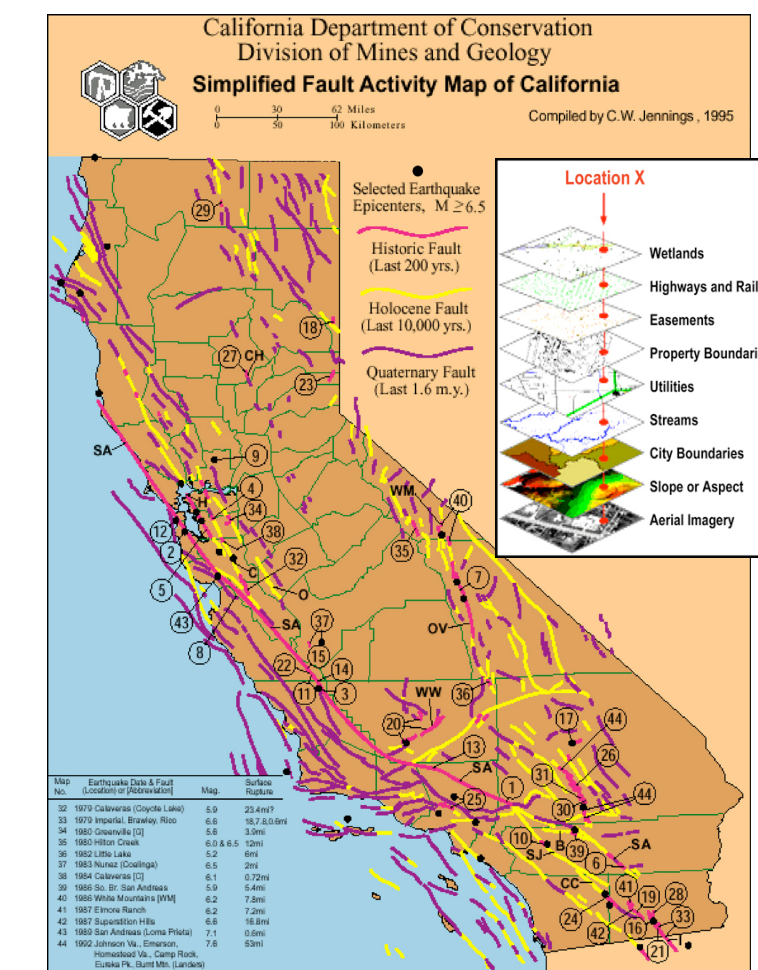 California Department of Conservation
Division of Mines and Geology
Simplified Fault Activity Map of California
0 30 62 Miles
0 50 100 Kilometers
Compiled by C.W. Jennings , 1995
Selected Earthquake
Epicenters, M ≥ 6.5
Historic Fault
(Last 200 yrs.)
Holocene Fault
(Last 10,000 yrs.)
Quaternary Fault
(Last 1.6 m.y.)
Location X
Wetlands
Highways and Rail
Easements
Property Boundari
Utilities
Streams
City Boundaries
Slope or Aspect
Aerial Imagery
29
18
27 CH
23
SA
9
4
H
34
12
38
2
32
C
5
O
43
SA
8
37
15
22
14
11
3
WM
40
35
7
OV
36
WW
20
17
44
13
26
SA
31
1
25
30
44
10
B
SJ
39
6
SA
CC
41
19
28
24
33
42
16
21
I
Map No. Earthquake Date & Fault (Location) or [Abbreviation] Mag. Surface Rupture
32 1979 Calaveras (Coyote Lake) 5.9 23.4mi?
33 1979 Imperial, Brawley, Rico 6.6 18,7.8,0.6mi
34 1980 Greenville [G] 5.6 3.9mi
35 1980 Hilton Creek 6.0 & 6.5 12mi
36 1982 Little Lake 5.2 6mi
37 1983 Nunez (Coalinga) 6.5 2mi
38 1984 Calaveras [C] 6.1 0.72mi
39 1986 So. Br. San Andreas 5.9 5.4mi
40 1986 White Mountains [WM] 6.2 7.8mi
41 1987 Elmore Ranch 6.2 7.2mi
42 1987 Superstition Hills 6.6 16.8mi
43 1989 San Andreas (Loma Prieta) 7.1 0.6mi
44 1992 Johnson Va., Emerson, 7.6 53mi
Homestead Va., Camp Rock,
Eureka Pk., Burnt Mtn. (Landers)